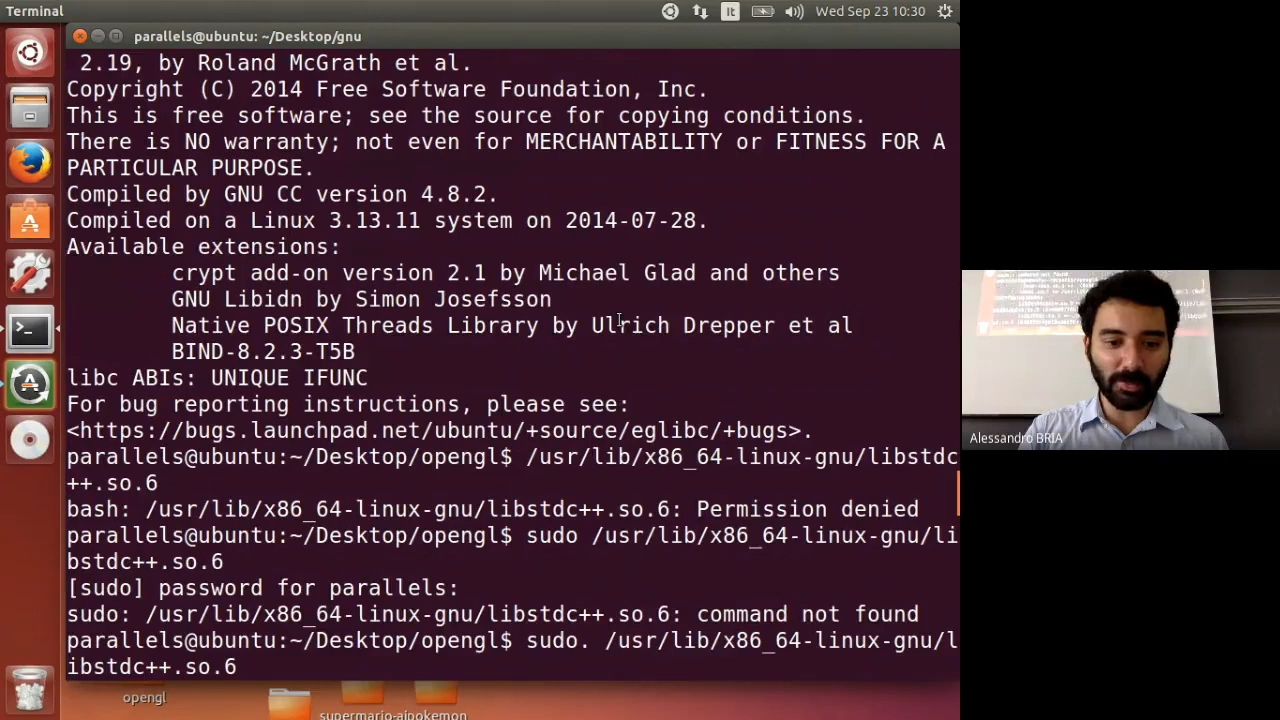 Terminal
It
Wed Sep 23 10:30
parallels@ubuntu: ~/Desktop/gnu
2.19, by Roland McGrath et al.
Copyright (C) 2014 Free Software Foundation, Inc.
This is free software; see the source for copying conditions.
There is NO warranty; not even for MERCHANTABILITY or FITNESS FOR A
PARTICULAR PURPOSE.
Compiled by GNU CC version 4.8.2.
Compiled on a Linux 3.13.11 system on 2014-07-28.
Available extensions:
crypt add-on version 2.1 by Michael Glad and others
GNU Libidn by Simon Josefsson
Native POSIX Threads Library by Ulrich Drepper et al
BIND-8.2.3-T5B
libc ABIs: UNIQUE IFUNC
For bug reporting instructions, please see:
<https://bugs.launchpad.net/ubuntu/+source/eglibc/+bugs>.
parallels@ubuntu:~/Desktop/opengl$ /usr/lib/x86_64-linux-gnu/libstdc
++.so.6
bash: /usr/lib/x86_64-linux-gnu/libstdc++.so.6: Permission denied
parallels@ubuntu:~/Desktop/opengl$ sudo /usr/lib/x86_64-linux-gnu/li
bstdc++.so.6
[sudo] password for parallels:
sudo: /usr/lib/x86_64-linux-gnu/libstdc++.so.6: command not found
parallels@ubuntu:~/Desktop/opengl$ sudo. /usr/lib/x86_64-linux-gnu/l
ibstdc++.so.6
opengl
supermario-aipokemon
Alessandro BRIA